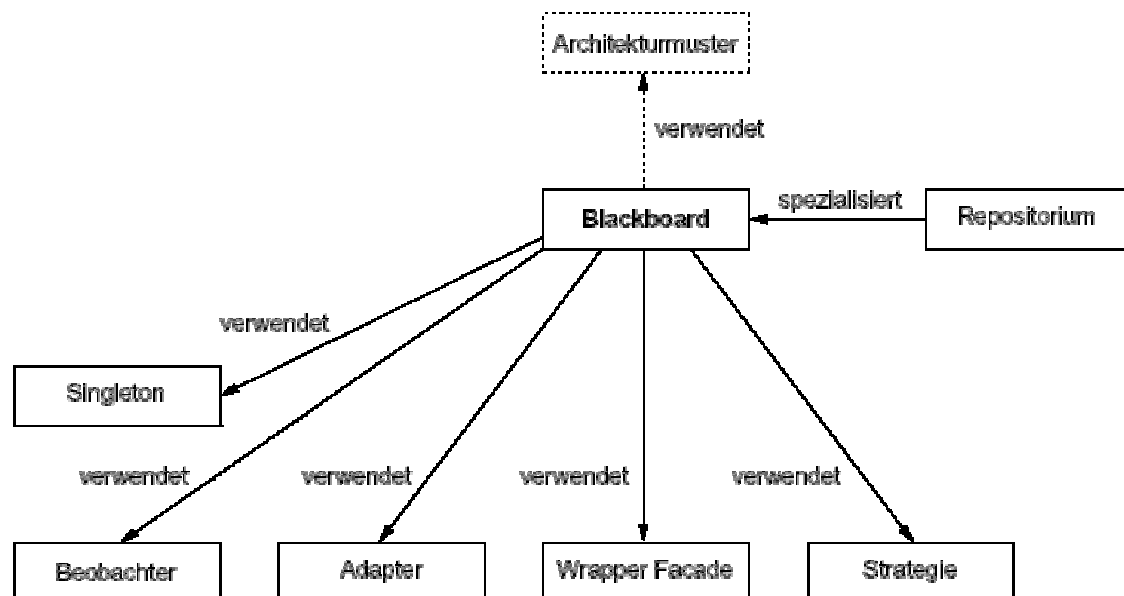 Architekturmuster
verwendet
Blackboard
spezialisiert
Repositorium
verwendet
Singleton
verwendet
verwendet
verwendet
verwendet
Beobachter
Adapter
Wrapper Facade
Strategie